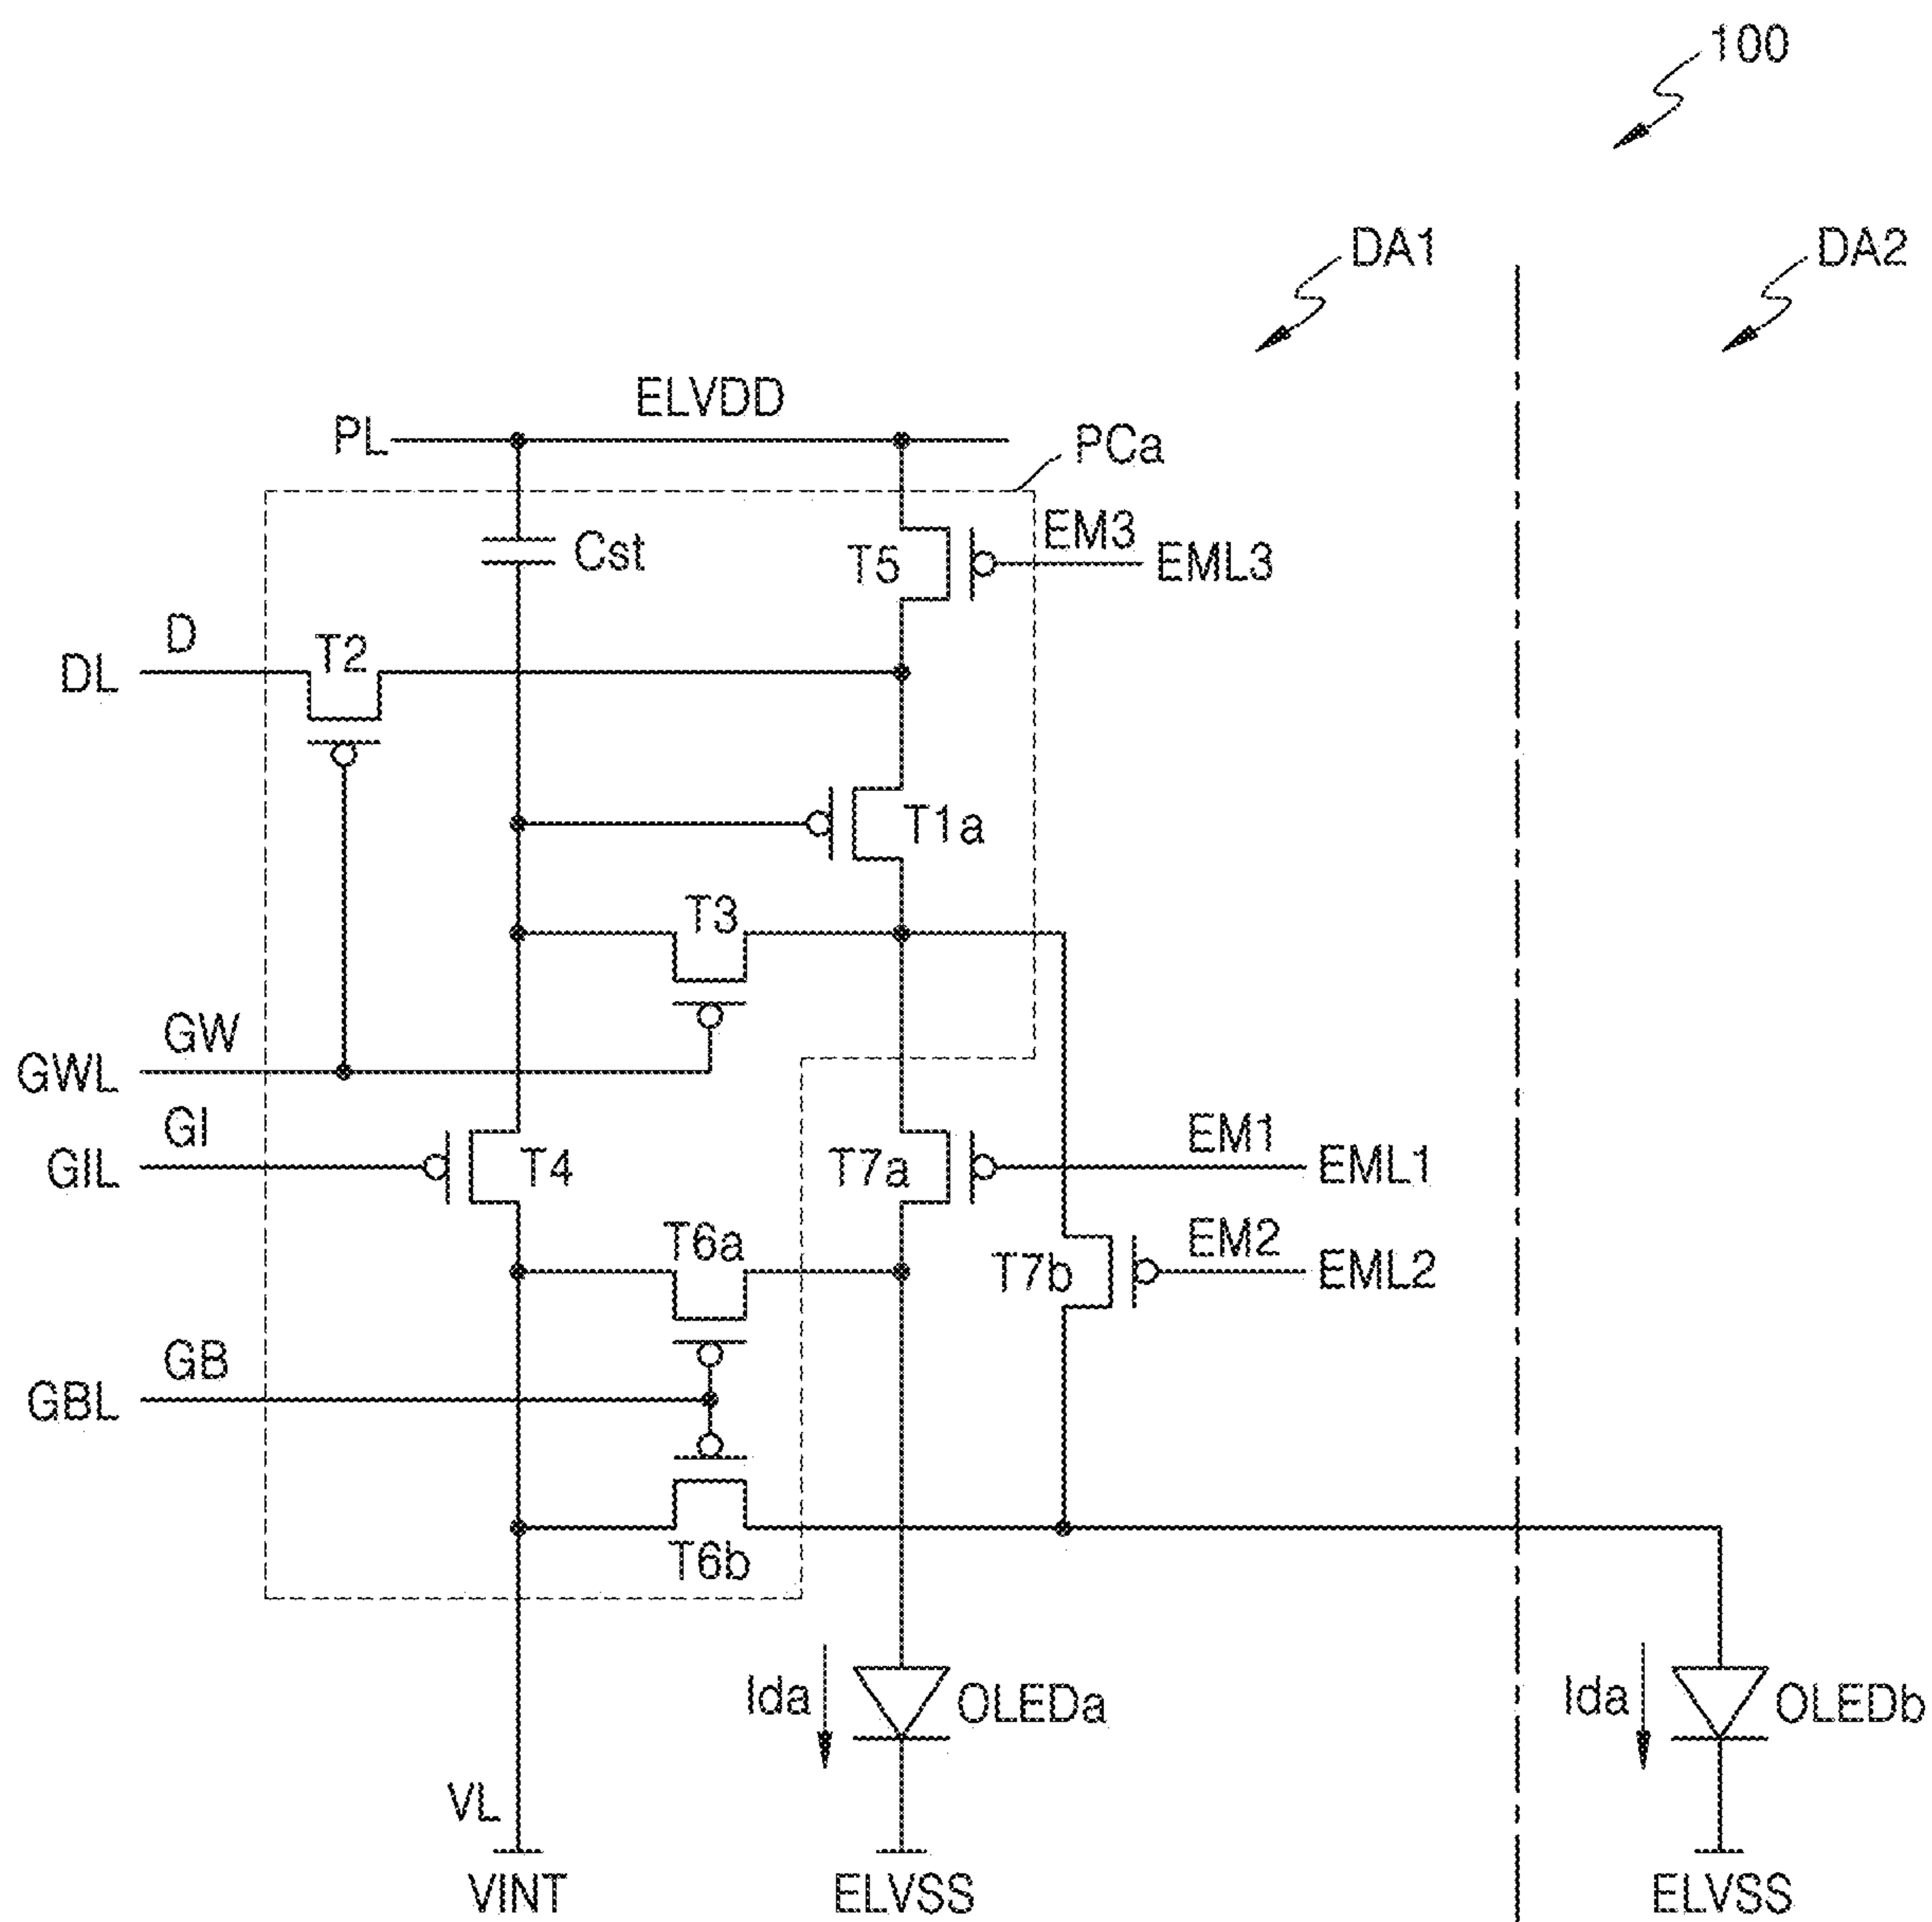 100
DA1
DA2
ELVDD
PL
PCa
EM3
Cst
T5
EML3
D
T2
DL
T1a
T3
GW
GWL
GI
EM1
GIL
T4
T7a
EML1
T6a
EM2
T7b
EML2
GB
GBL
T6b
Ida
OLEDa
Ida
OLEDb
VL
VINT
ELVSS
ELVSS